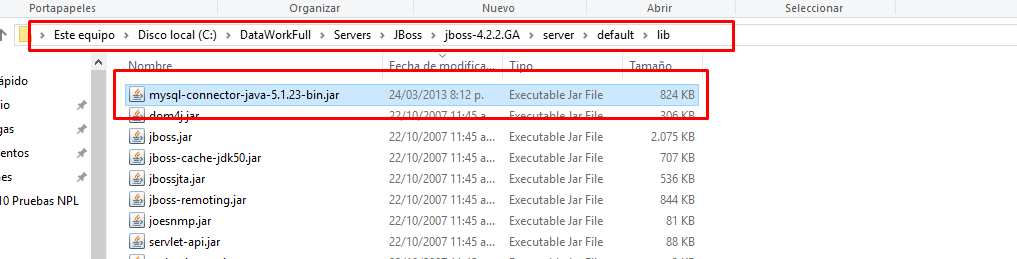 Portapapeles Organizar Nuevo Abrir Seleccionar
Este equipo Disco local (C:) DataWorkFull Servers JBoss jboss-4.2.2.GA server default lib
Nombre Fecha de modifica... Tipo Tamaño
ápido
mysql-connector-java-5.1.23-bin.jar 24/03/2013 8:12 p. Executable Jar File 824 KB
dom4j.jar 22/10/2007 11:45 a... Executable Jar File 306 KB
jboss.jar 22/10/2007 11:45 a... Executable Jar File 2.075 KB
jboss-cache-jdk50.jar 22/10/2007 11:45 a... Executable Jar File 707 KB
entos
jbossjta.jar 22/10/2007 11:45 a... Executable Jar File 536 KB
nes
jboss-remoting.jar 22/10/2007 11:45 a... Executable Jar File 844 KB
10 Pruebas NPL
joesnmp.jar 22/10/2007 11:45 a... Executable Jar File 81 KB
servlet-api.jar 22/10/2007 11:45 a... Executable Jar File 88 KB